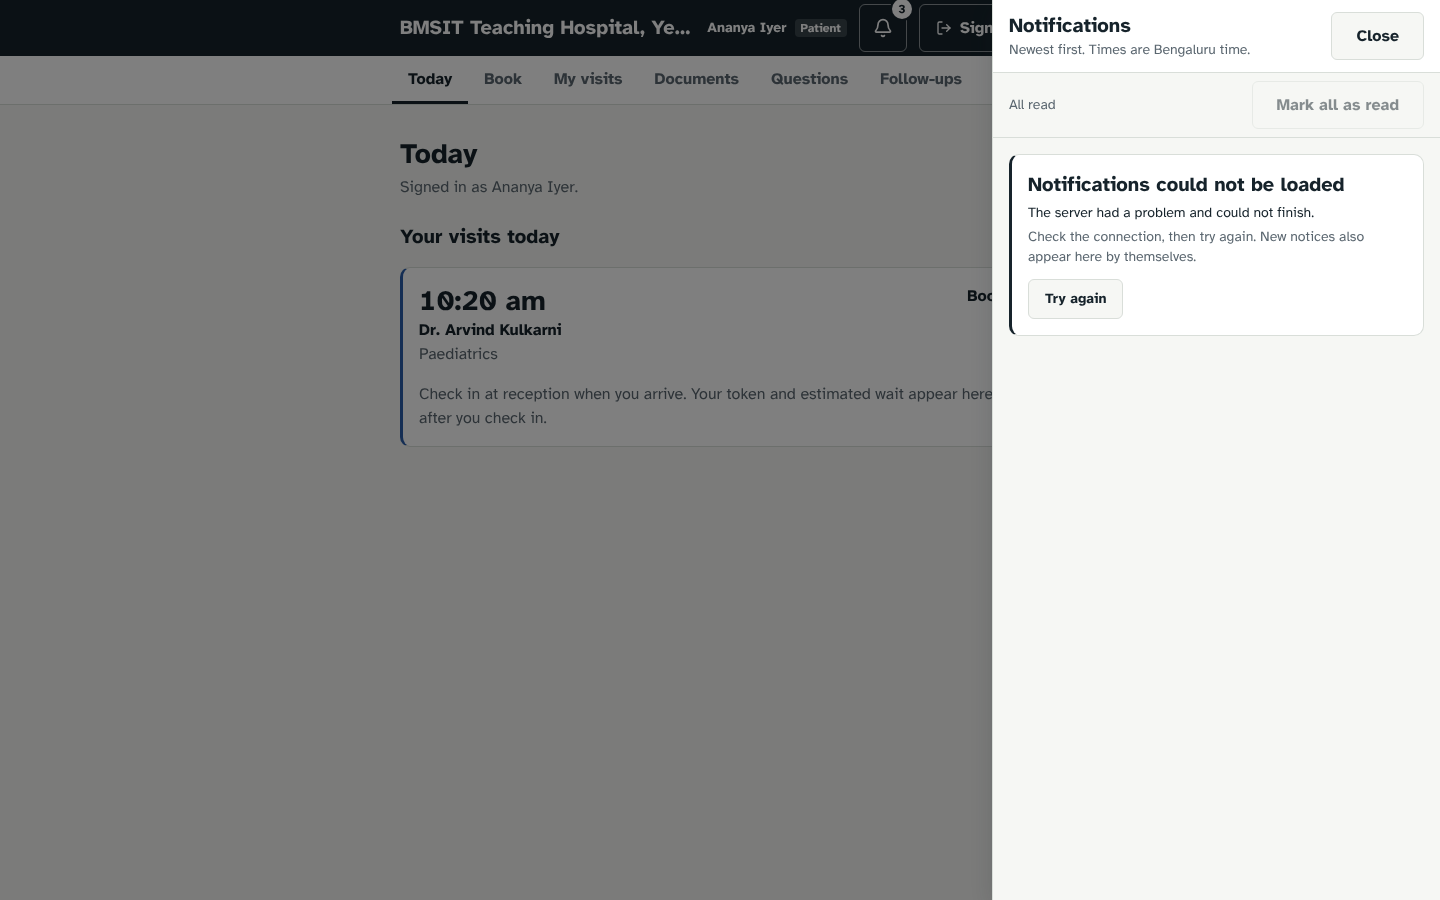 BMSIT Teaching Hospital, Ye...
Ananya Iyer
Patient
3
Sign
Today
Book
My visits
Documents
Questions
Follow-ups
Today
Signed in as Ananya Iyer.
Your visits today
10:20 am
Boo
Dr. Arvind Kulkarni
Paediatrics
Check in at reception when you arrive. Your token and estimated wait appear here
after you check in.
Notifications
Newest first. Times are Bengaluru time.
Close
All read
Mark all as read
Notifications could not be loaded
The server had a problem and could not finish.
Check the connection, then try again. New notices also
appear here by themselves.
Try again